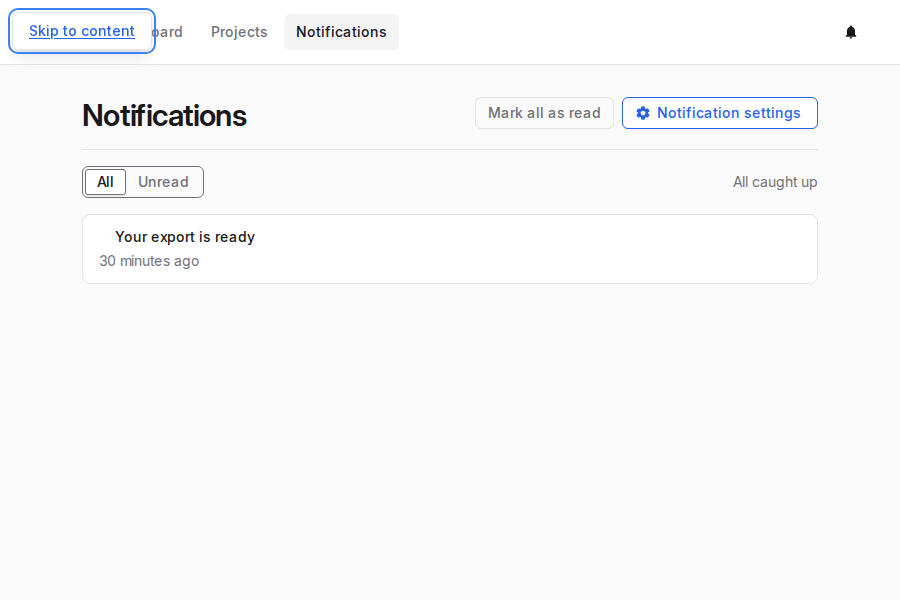 Skip to content
Projects
Notifications
Notifications
Mark all as read
Notification settings
All
Unread
All caught up
Your export is ready
30 minutes ago